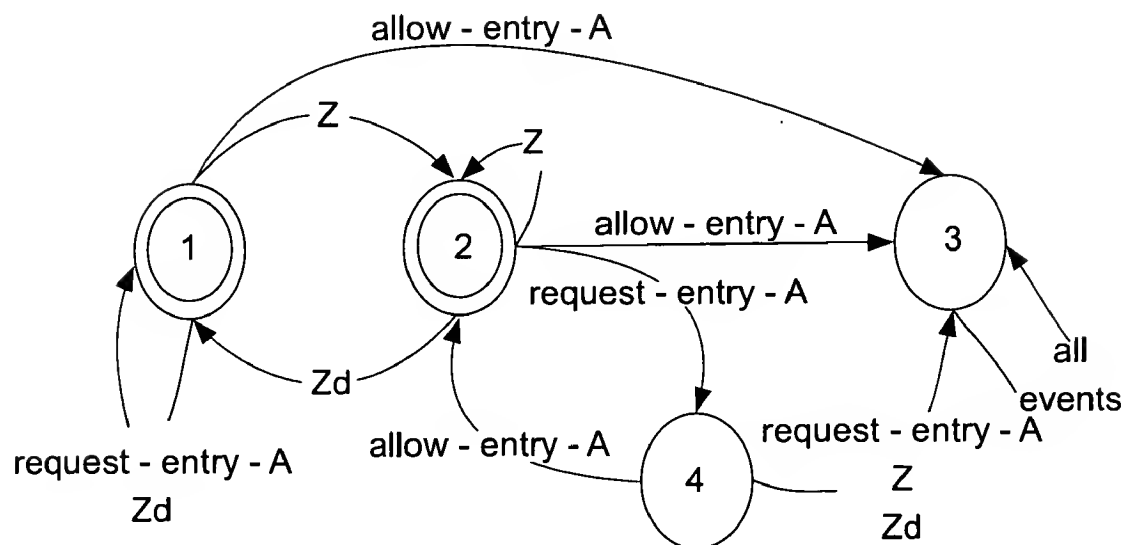 allow - entry - A
Z
Z
1
2
allow - entry - A
3
request - entry - A
all
events
Zd
allow - entry - A
request - entry - A
request - entry - A
Zd
4
Z
Zd